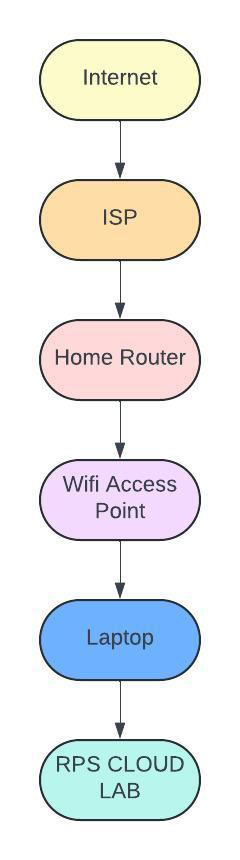 Internet
ISP
Home Router
Wifi Access
Point
Laptop
RPS CLOUD
LAB